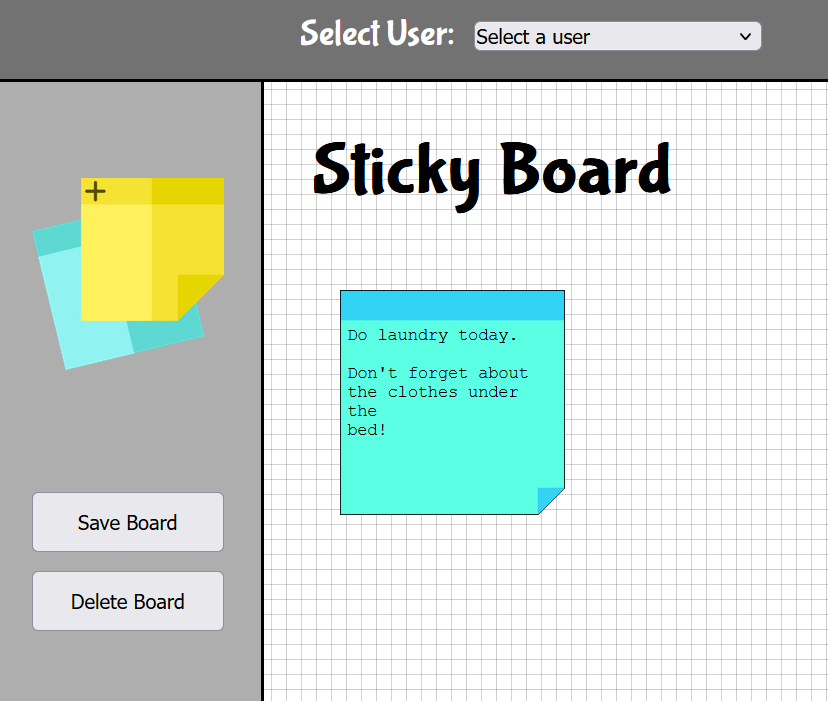 Select User:
Select a user
Sticky Board
Do laundry today.
Don't forget about
the clothes under
the
bed!
Save Board
Delete Board